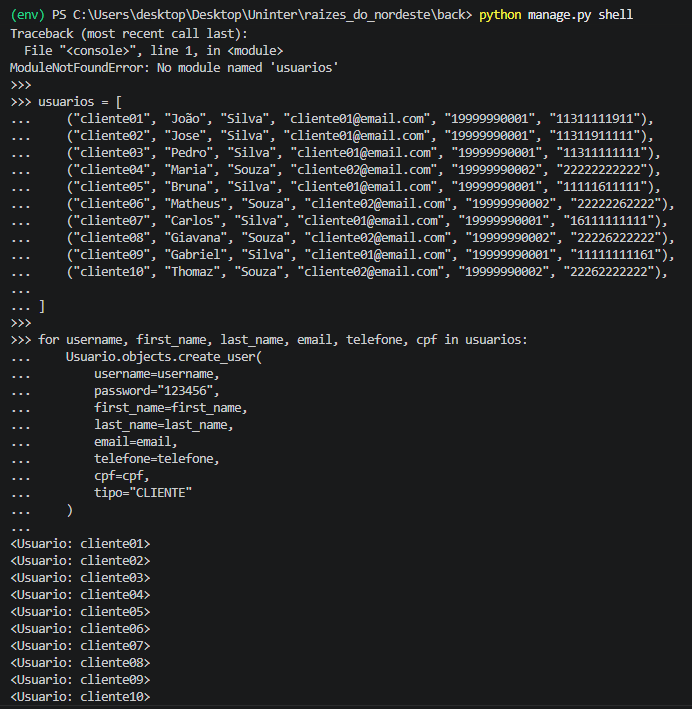 (env) PS C:\Users\desktop\Desktop\Uninter\raizes_do_nordeste\back> python manage.py shell
Traceback (most recent call last):
  File "<console>", line 1, in <module>
ModuleNotFoundError: No module named 'usuarios'
>>>
>>> usuarios = [
...     ("cliente01", "João", "Silva", "cliente01@email.com", "19999990001", "11311111911"),
...     ("cliente02", "Jose", "Silva", "cliente01@email.com", "19999990001", "11311911111"),
...     ("cliente03", "Pedro", "Silva", "cliente01@email.com", "19999990001", "11311111111"),
...     ("cliente04", "Maria", "Souza", "cliente02@email.com", "19999990002", "22222222222"),
...     ("cliente05", "Bruna", "Silva", "cliente01@email.com", "19999990001", "11111611111"),
...     ("cliente06", "Matheus", "Souza", "cliente02@email.com", "19999990002", "22222262222"),
...     ("cliente07", "Carlos", "Silva", "cliente01@email.com", "19999990001", "16111111111"),
...     ("cliente08", "Giavana", "Souza", "cliente02@email.com", "19999990002", "22226222222"),
...     ("cliente09", "Gabriel", "Silva", "cliente01@email.com", "19999990001", "11111111161"),
...     ("cliente10", "Thomaz", "Souza", "cliente02@email.com", "19999990002", "22262222222"),
...
... ]
>>>
>>> for username, first_name, last_name, email, telefone, cpf in usuarios:
...     Usuario.objects.create_user(
...         username=username,
...         password="123456",
...         first_name=first_name,
...         last_name=last_name,
...         email=email,
...         telefone=telefone,
...         cpf=cpf,
...         tipo="CLIENTE"
...     )
...
<Usuario: cliente01>
<Usuario: cliente02>
<Usuario: cliente03>
<Usuario: cliente04>
<Usuario: cliente05>
<Usuario: cliente06>
<Usuario: cliente07>
<Usuario: cliente08>
<Usuario: cliente09>
<Usuario: cliente10>